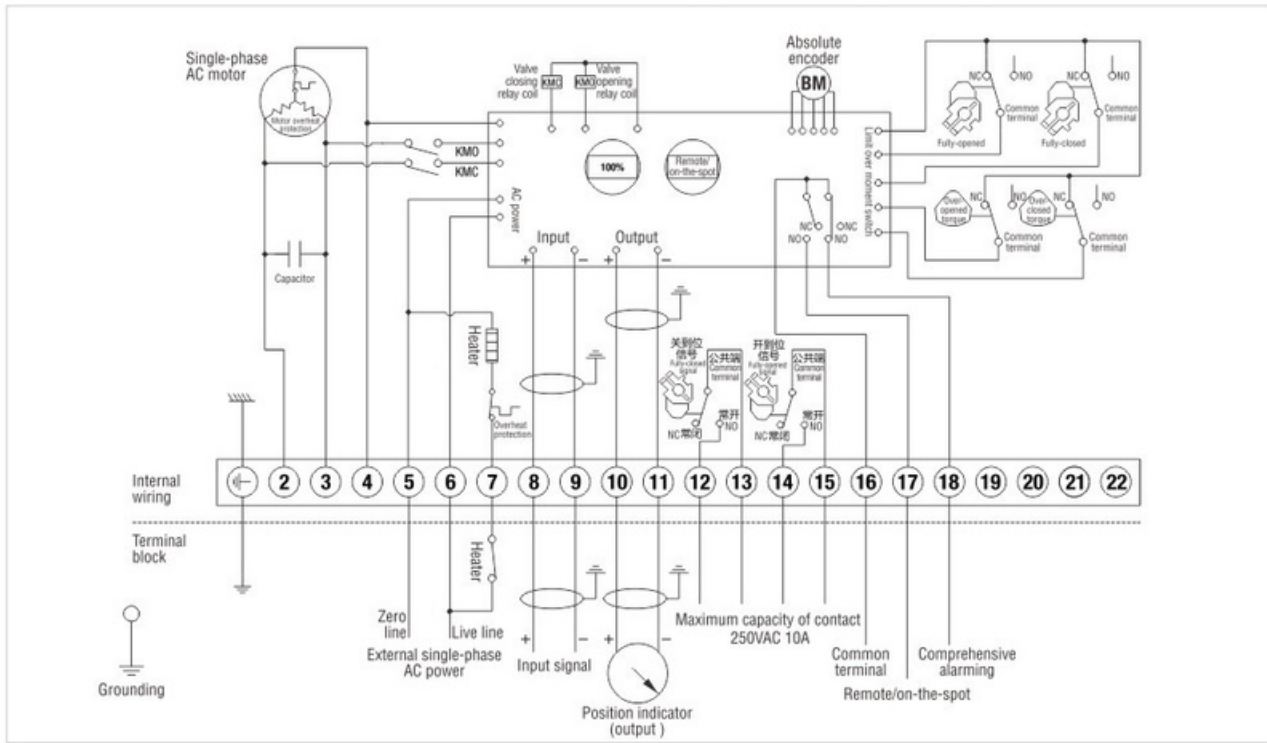 Single-phase
AC motor
Motor overheat
protection
Valve
closing
relay coil
KMO
KMO
Valve
opening
relay coil
Absolute
encoder
BM
NC
NO
Common
terminal
Fully-opened
NC
NO
Common
terminal
Fully-closed
KMO
KMC
100%
Remote/
on-the-spot
Limit over moment switch
AC power
Input
Output
+
−
+
−
NC
NO
NC
NO
Over-
opened
torque
NC
NO
Common
terminal
Over-
closed
torque
NC
NO
Common
terminal
Capacitor
Heater
Overheat
protection
关到位
信号
Fully-closed
signal
公共端
Common
terminal
NC常闭
常开
NO
开到位
信号
Fully-opened
signal
公共端
Common
terminal
NC常闭
常开
NO
Internal
wiring
2 3 4 5 6 7 8 9 10 11 12 13 14 15 16 17 18 19 20 21 22
Terminal
block
Heater
Zero
line
Live line
External single-phase
AC power
+
−
Input signal
+
−
Position indicator
(output )
Maximum capacity of contact
250VAC 10A
Common
terminal
Comprehensive
alarming
Remote/on-the-spot
Grounding